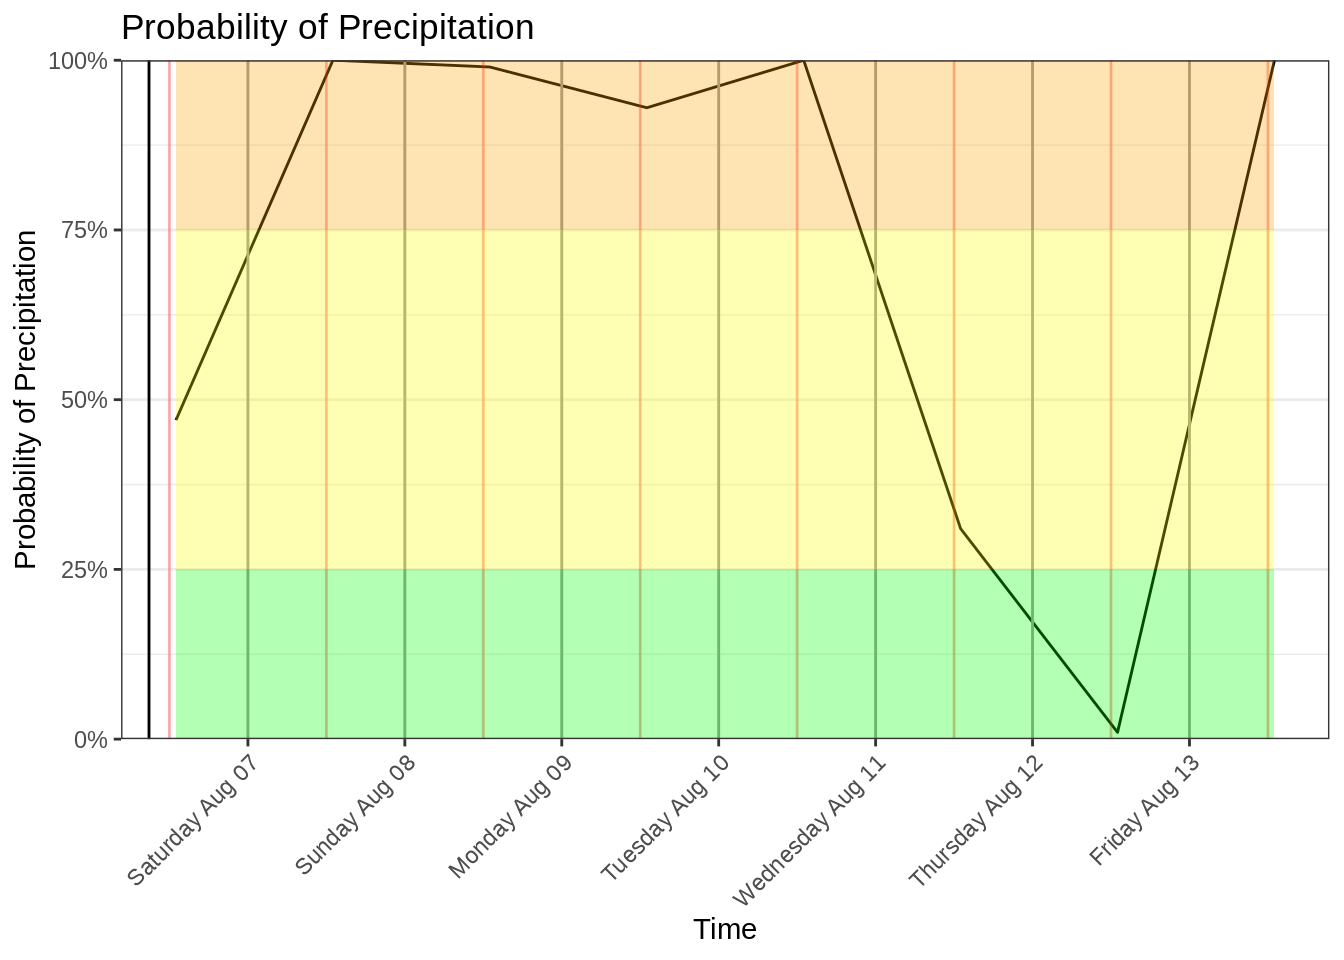 Probability of Precipitation
Probability of Precipitation
100%
75%
50%
25%
0%
Saturday Aug 07
Sunday Aug 08
Monday Aug 09
Tuesday Aug 10
Wednesday Aug 11
Thursday Aug 12
Friday Aug 13
Time